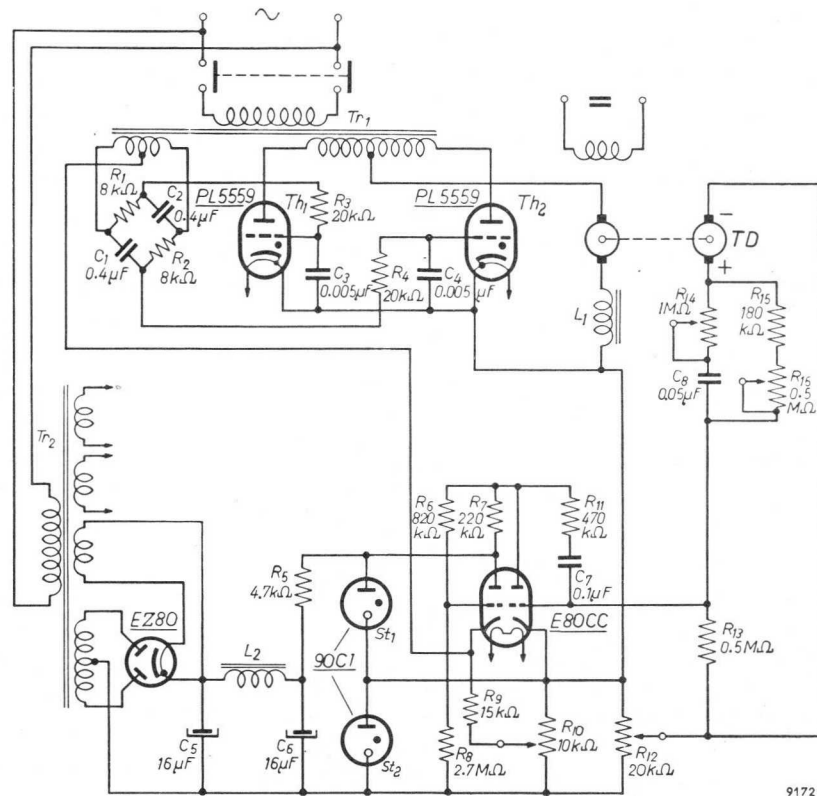 Tr1
R1
8kΩ
C2
0.4µF
C1
0.4µF
R2
8kΩ
PL5559
Th1
R3
20kΩ
C3
0.005µF
R4
20kΩ
C4
0.005µF
PL5559
Th2
L1
TD
−
+
R14
1MΩ
C8
0.05µF
R15
180
kΩ
R16
0.5
MΩ
Tr2
EZ80
L2
C5
16µF
C6
16µF
R5
4.7kΩ
90C1
St1
St2
R6
820
kΩ
R7
220
kΩ
R11
470
kΩ
C7
0.1µF
E80CC
R9
15kΩ
R8
2.7MΩ
R10
10kΩ
R12
20kΩ
R13
0.5MΩ
9172